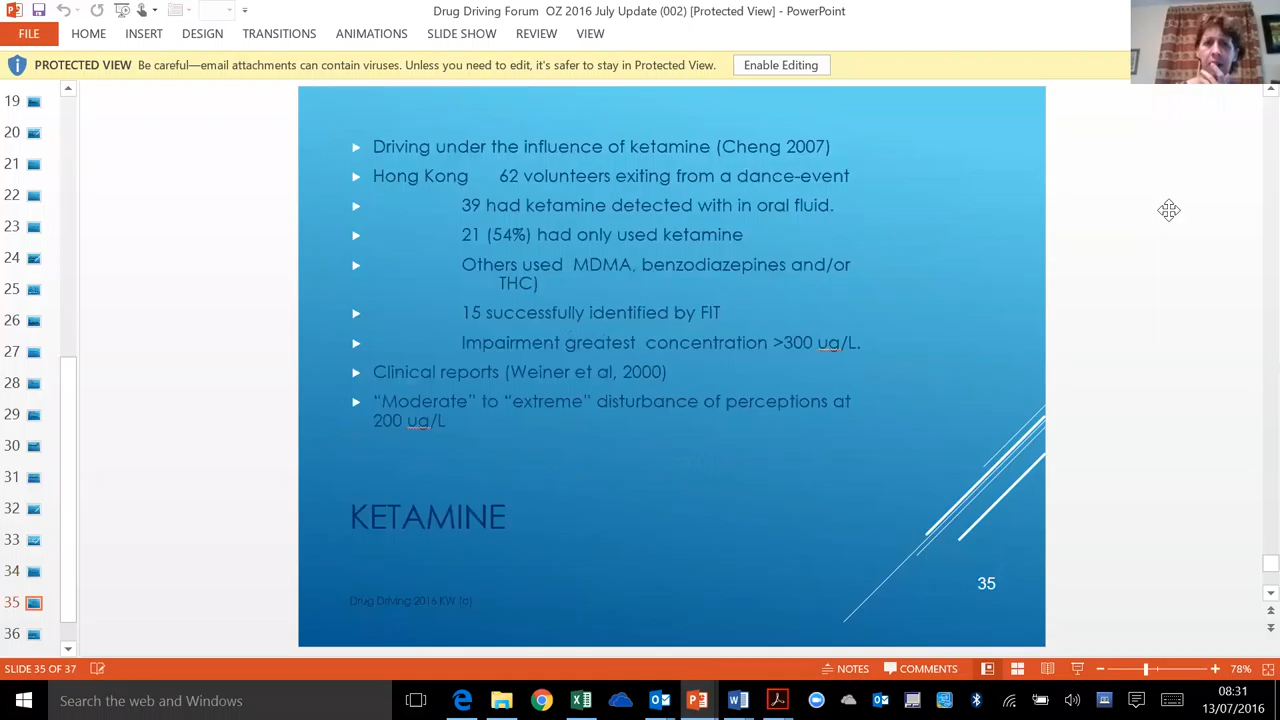 Drug Driving Forum OZ 2016 July Update (002) [Protected View] - PowerPoint
FILE HOME INSERT DESIGN TRANSITIONS ANIMATIONS SLIDE SHOW REVIEW VIEW
PROTECTED VIEW Be careful—email attachments can contain viruses. Unless you need to edit, it's safer to stay in Protected View. Enable Editing
19
20
21
22
23
24
25
26
27
28
29
30
31
32
33
34
35
36
Driving under the influence of ketamine (Cheng 2007)
Hong Kong 62 volunteers exiting from a dance-event
39 had ketamine detected with in oral fluid.
21 (54%) had only used ketamine
Others used MDMA, benzodiazepines and/or
THC)
15 successfully identified by FIT
Impairment greatest concentration >300 ug/L.
Clinical reports (Weiner et al, 2000)
“Moderate” to “extreme” disturbance of perceptions at
200 ug/L
KETAMINE
35
Drug Driving 2016 KW (c)
SLIDE 35 OF 37 NOTES COMMENTS 78%
Search the web and Windows
08:31
13/07/2016